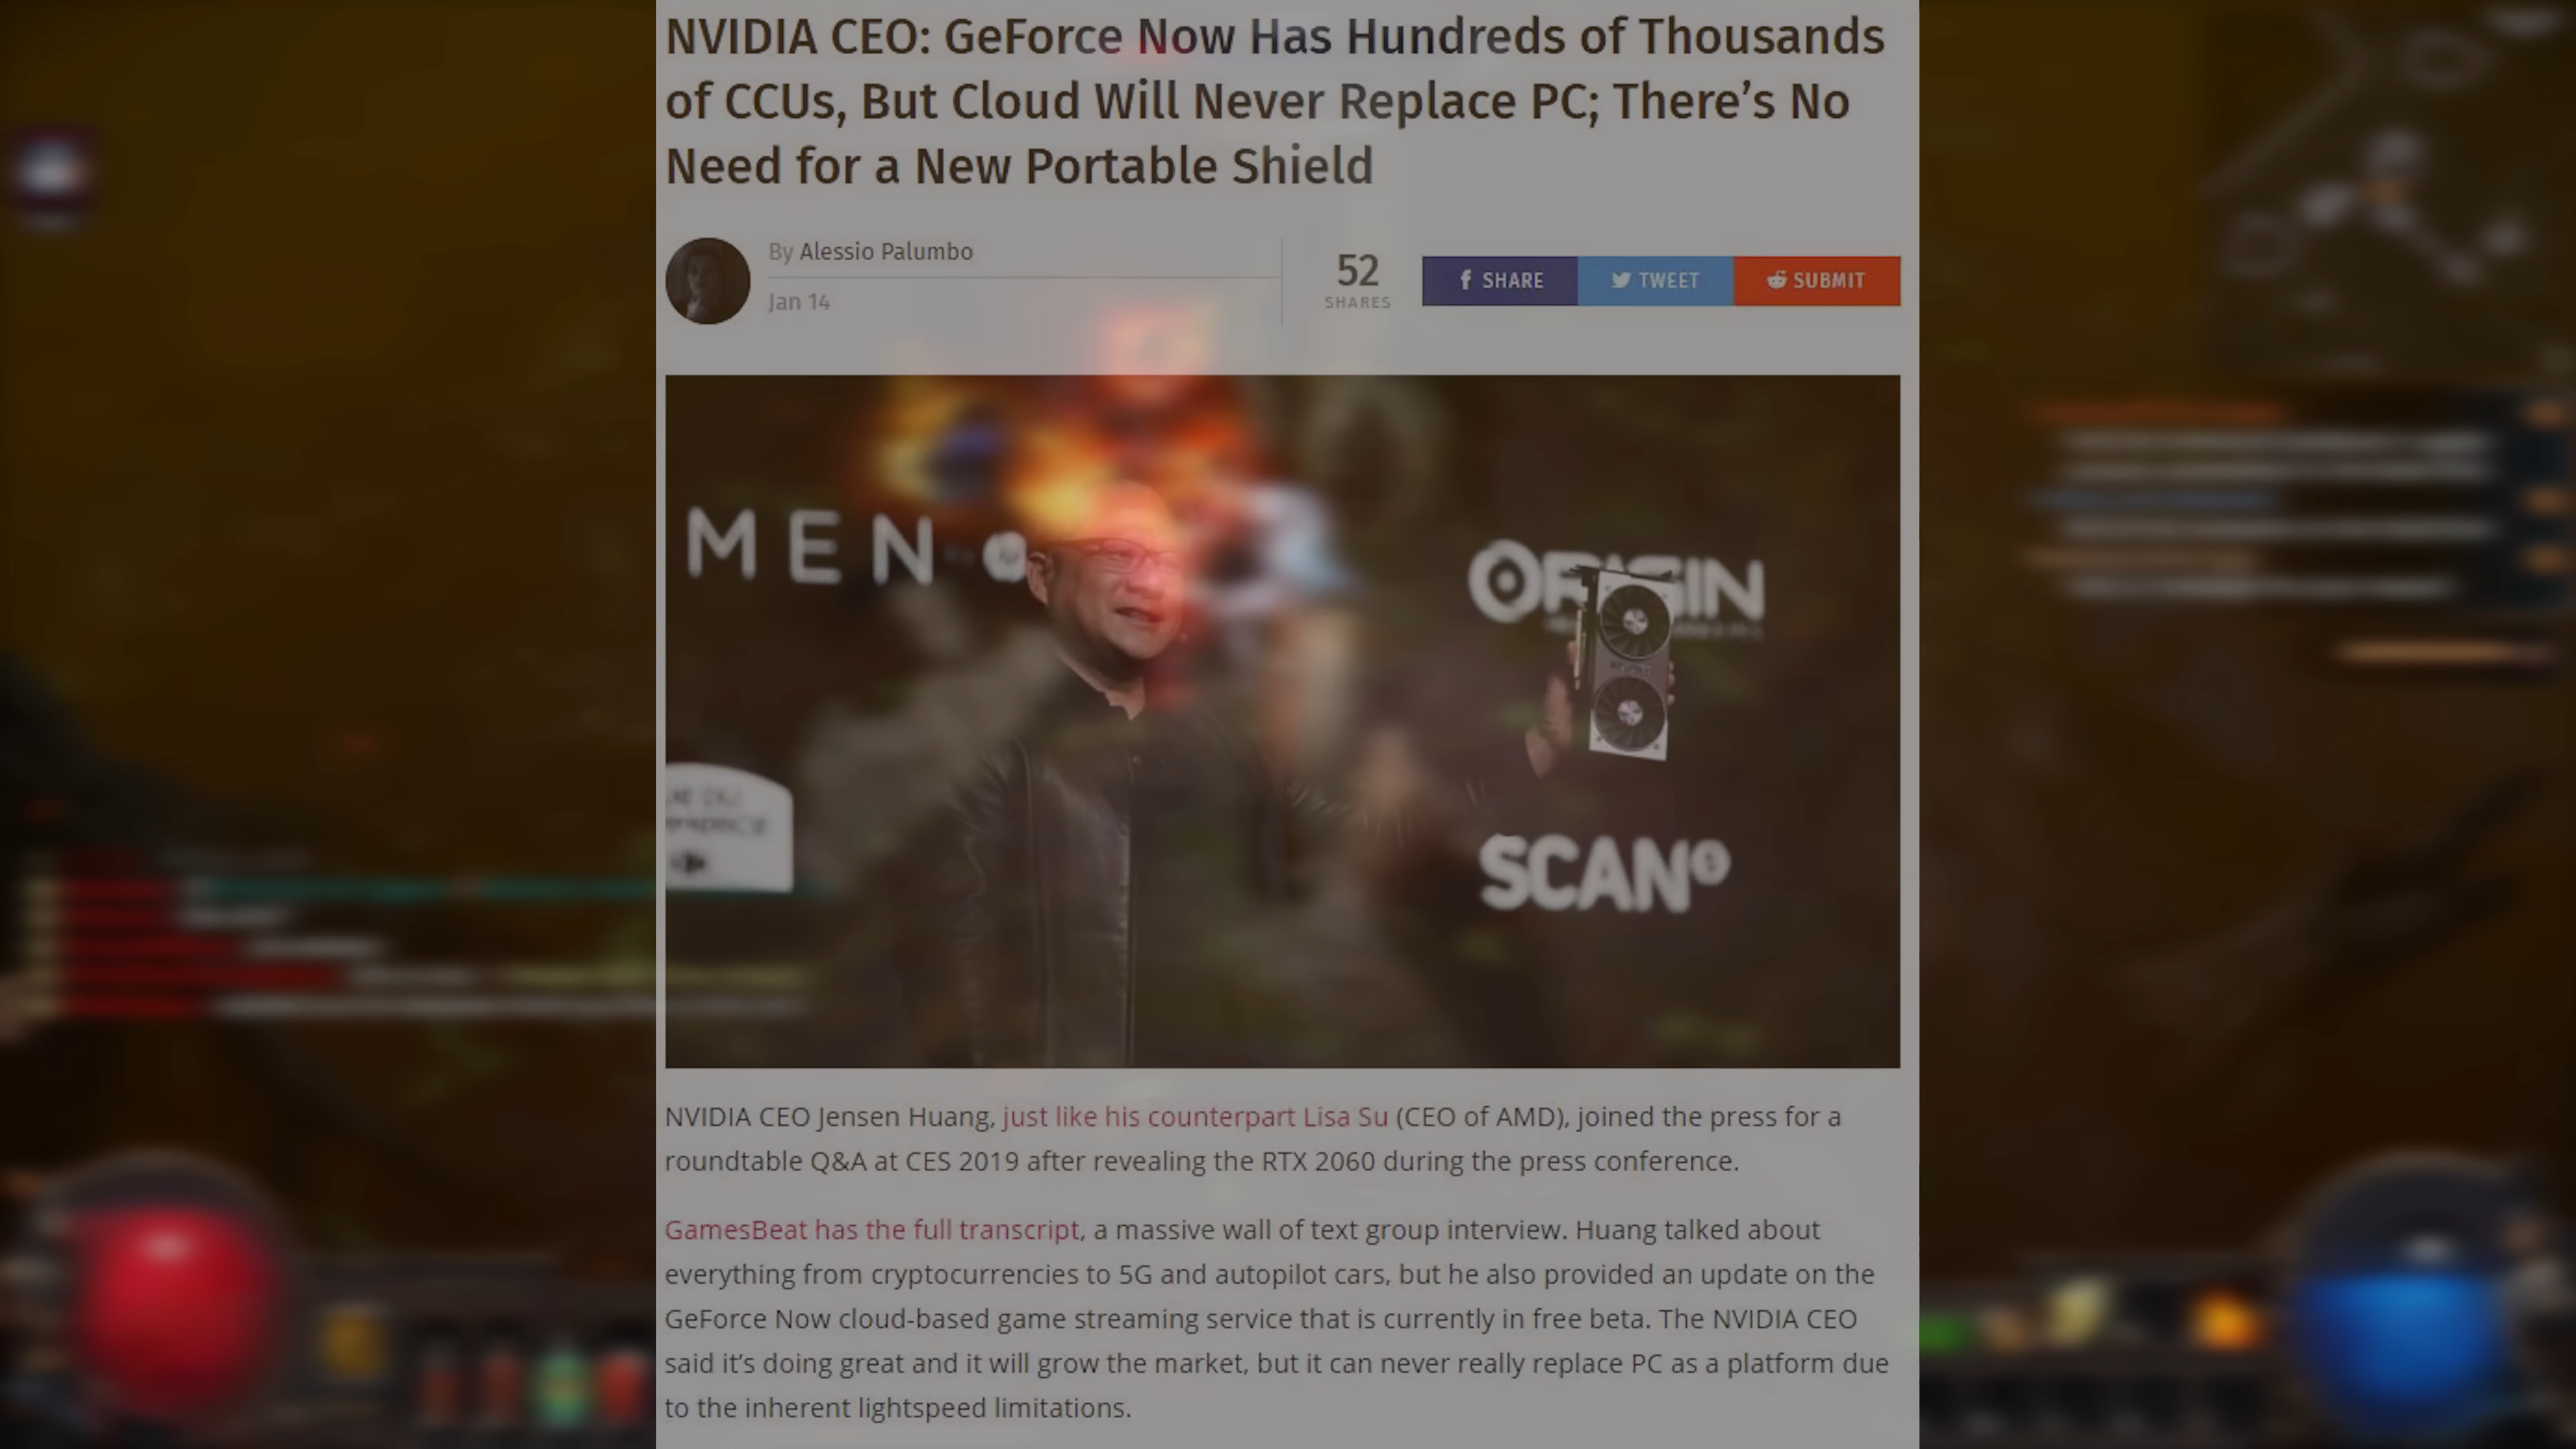 NVIDIA CEO: GeForce Now Has Hundreds of Thousands
of CCUs, But Cloud Will Never Replace PC; There’s No
Need for a New Portable Shield
By Alessio Palumbo
Jan 14
52
SHARES
SHARE
TWEET
SUBMIT
MEN
ORIGIN
SCAN
NVIDIA CEO Jensen Huang, just like his counterpart Lisa Su (CEO of AMD), joined the press for a
roundtable Q&A at CES 2019 after revealing the RTX 2060 during the press conference.
GamesBeat has the full transcript, a massive wall of text group interview. Huang talked about
everything from cryptocurrencies to 5G and autopilot cars, but he also provided an update on the
GeForce Now cloud-based game streaming service that is currently in free beta. The NVIDIA CEO
said it’s doing great and it will grow the market, but it can never really replace PC as a platform due
to the inherent lightspeed limitations.